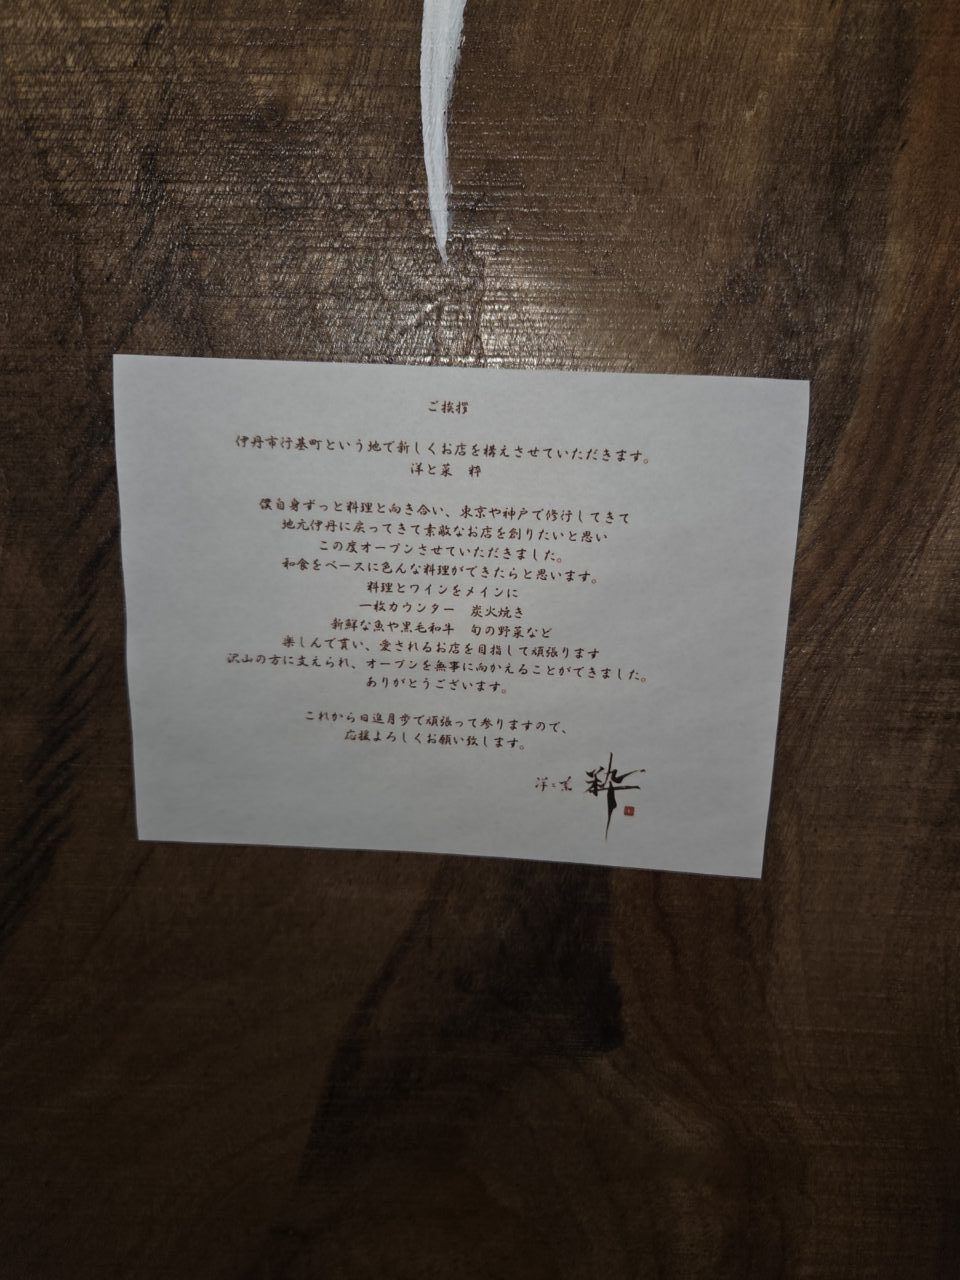 ご挨拶
伊丹市行基町という地で新しくお店を構えさせていただきます。
洋と菜　粋
僕自身ずっと料理と向き合い、東京や神戸で修行してきて
地元伊丹に戻ってきて素敵なお店を創りたいと思い
この度オープンさせていただきました。
和食をベースに色んな料理ができたらと思います。
料理とワインをメインに
一枚カウンター　炭火焼き
新鮮な魚や黒毛和牛　旬の野菜など
楽しんで貰い、愛されるお店を目指して頑張ります
沢山の方に支えられ、オープンを無事に向かえることができました。
ありがとうございます。
これから日進月歩で頑張って参りますので、
応援よろしくお願い致します。
洋と菜 粋